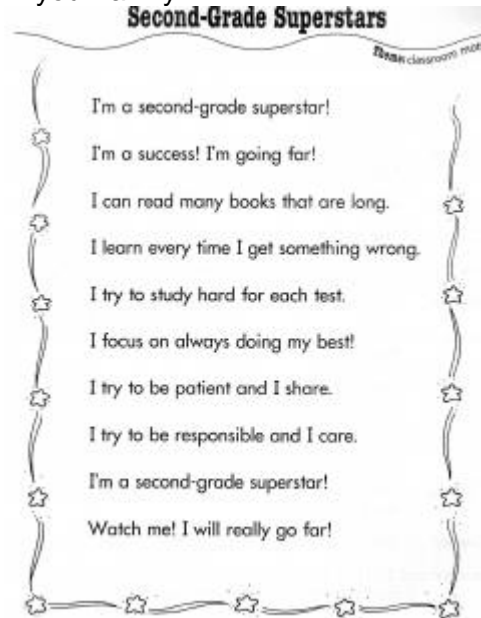 Second-Grade Superstars
Theme: classroom
I'm a second-grade superstar!
I'm a success! I'm going far!
I can read many books that are long.
I learn every time I get something wrong.
I try to study hard for each test.
I focus on always doing my best!
I try to be patient and I share.
I try to be responsible and I care.
I'm a second-grade superstar!
Watch me! I will really go far!